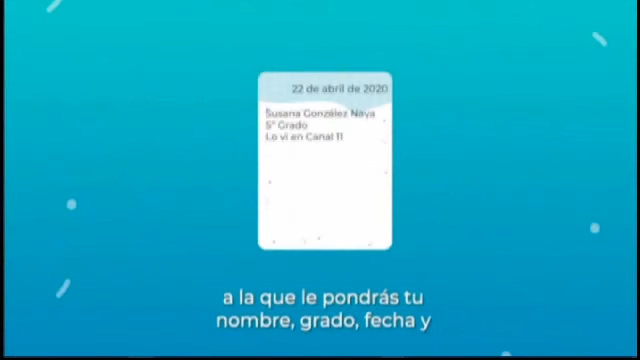 22 de abril de 2020
Susana González Naya
5° Grado
Lo vi en Canal 11
a la que le pondrás tu
nombre, grado, fecha y